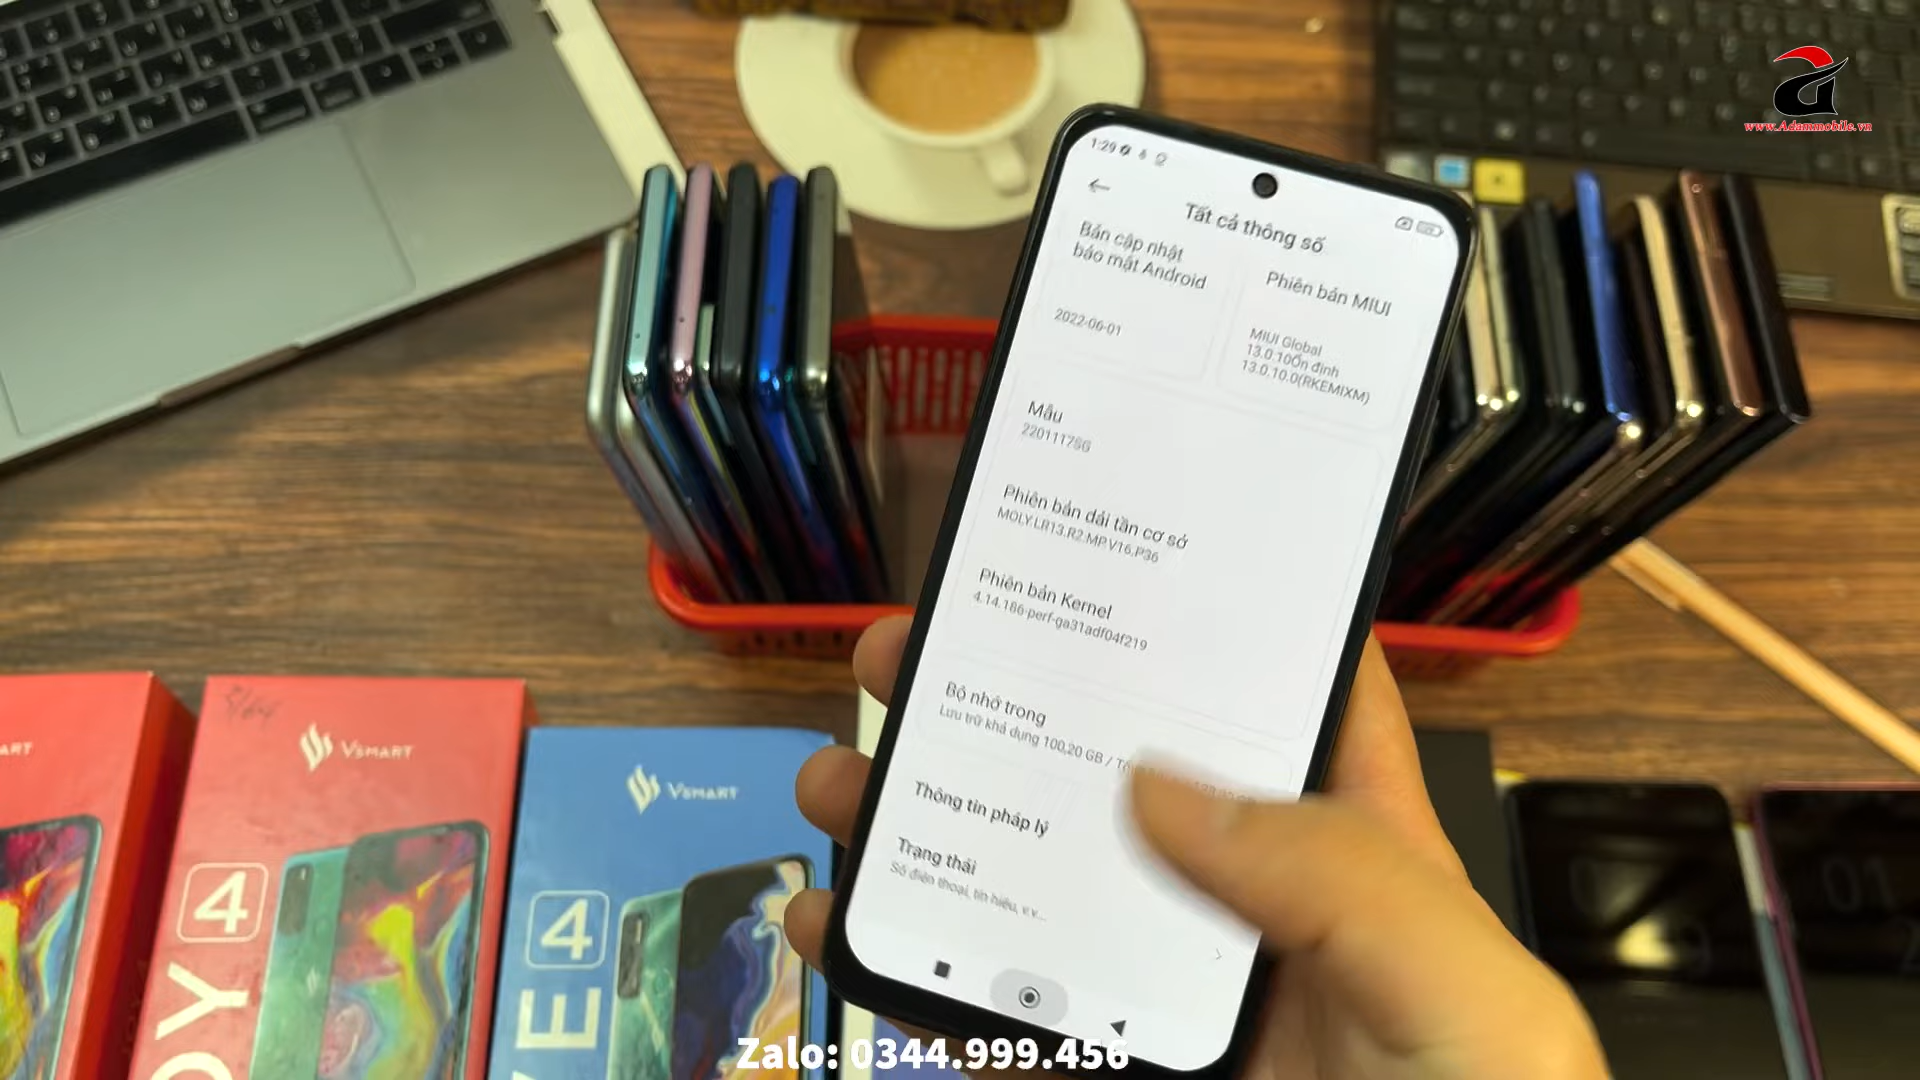 www.Adammobile.vn
1:29
Tất cả thông số
Bản cập nhật
bảo mật Android
2022-06-01
Phiên bản MIUI
MIUI Global
13.0.10Ổn định
13.0.10.0(RKEMIXM)
Mẫu
2201117SG
Phiên bản dải tần cơ sở
MOLY.LR13.R2.MP.V16.P36
Phiên bản Kernel
4.14.186-perf-ga31adf04f219
Bộ nhớ trong
Lưu trữ khả dụng 100,20 GB /
Thông tin pháp lý
Trạng thái
Số điện thoại, tín hiệu, v.v...
ART
VSMART
4
VSMART
4
E
Zalo: 0344.999.456